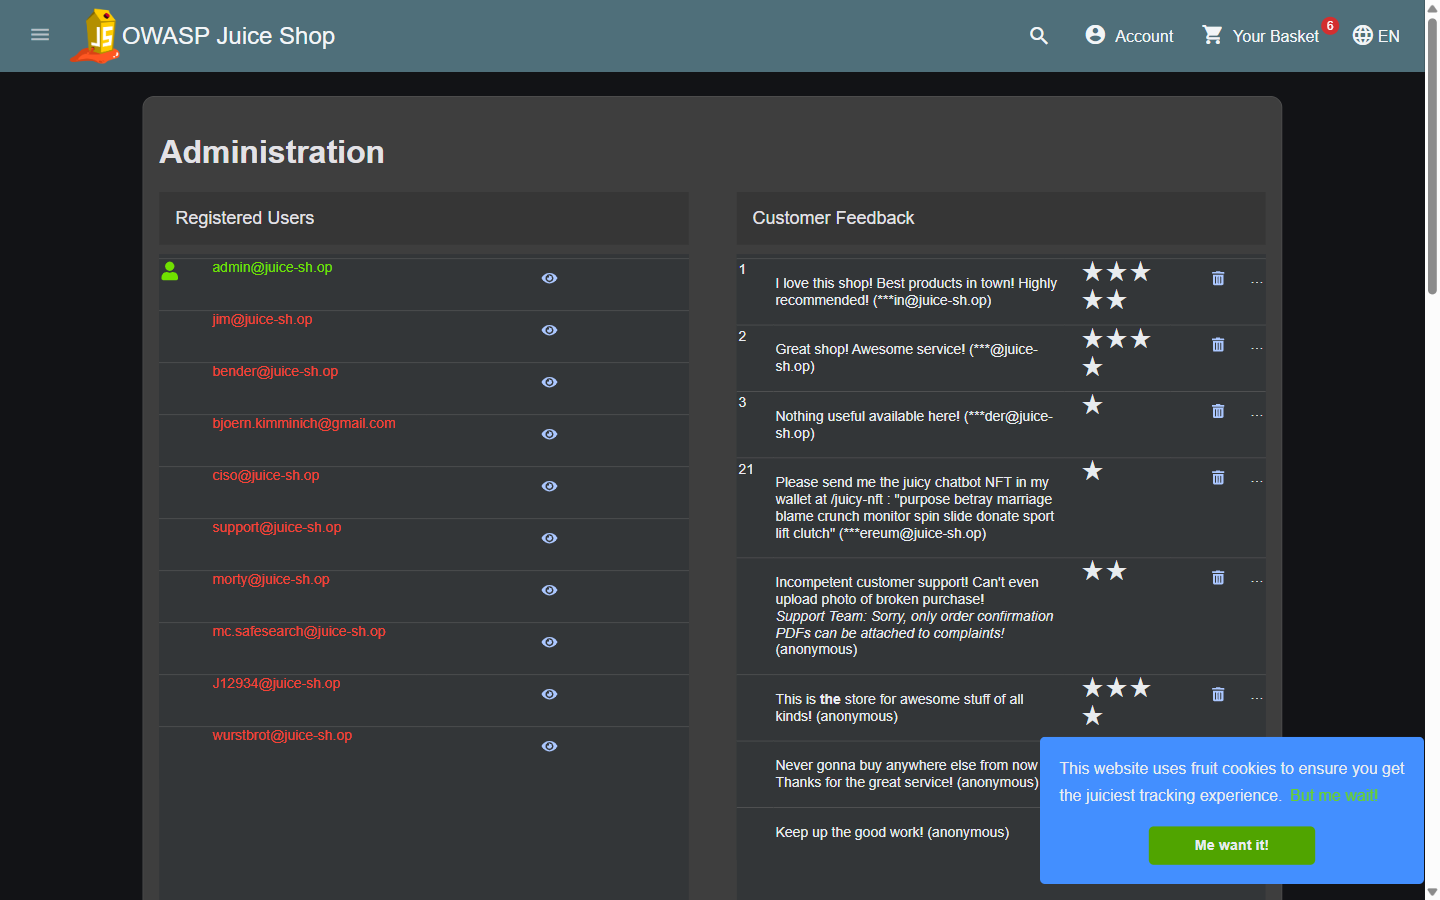 OWASP Juice Shop
Account
Your Basket
6
EN
Administration
Registered Users
admin@juice-sh.op
jim@juice-sh.op
bender@juice-sh.op
bjoern.kimminich@gmail.com
ciso@juice-sh.op
support@juice-sh.op
morty@juice-sh.op
mc.safesearch@juice-sh.op
J12934@juice-sh.op
wurstbrot@juice-sh.op
Customer Feedback
1
I love this shop! Best products in town! Highly
recommended! (***in@juice-sh.op)
...
2
Great shop! Awesome service! (***@juice-
sh.op)
...
3
Nothing useful available here! (***der@juice-
sh.op)
...
21
Please send me the juicy chatbot NFT in my
wallet at /juicy-nft : "purpose betray marriage
blame crunch monitor spin slide donate sport
lift clutch" (***ereum@juice-sh.op)
...
Incompetent customer support! Can't even
upload photo of broken purchase!
Support Team: Sorry, only order confirmation
PDFs can be attached to complaints!
(anonymous)
...
This is the store for awesome stuff of all
kinds! (anonymous)
...
Never gonna buy anywhere else from now
Thanks for the great service! (anonymous)
Keep up the good work! (anonymous)
This website uses fruit cookies to ensure you get
the juiciest tracking experience. But me wait!
Me want it!